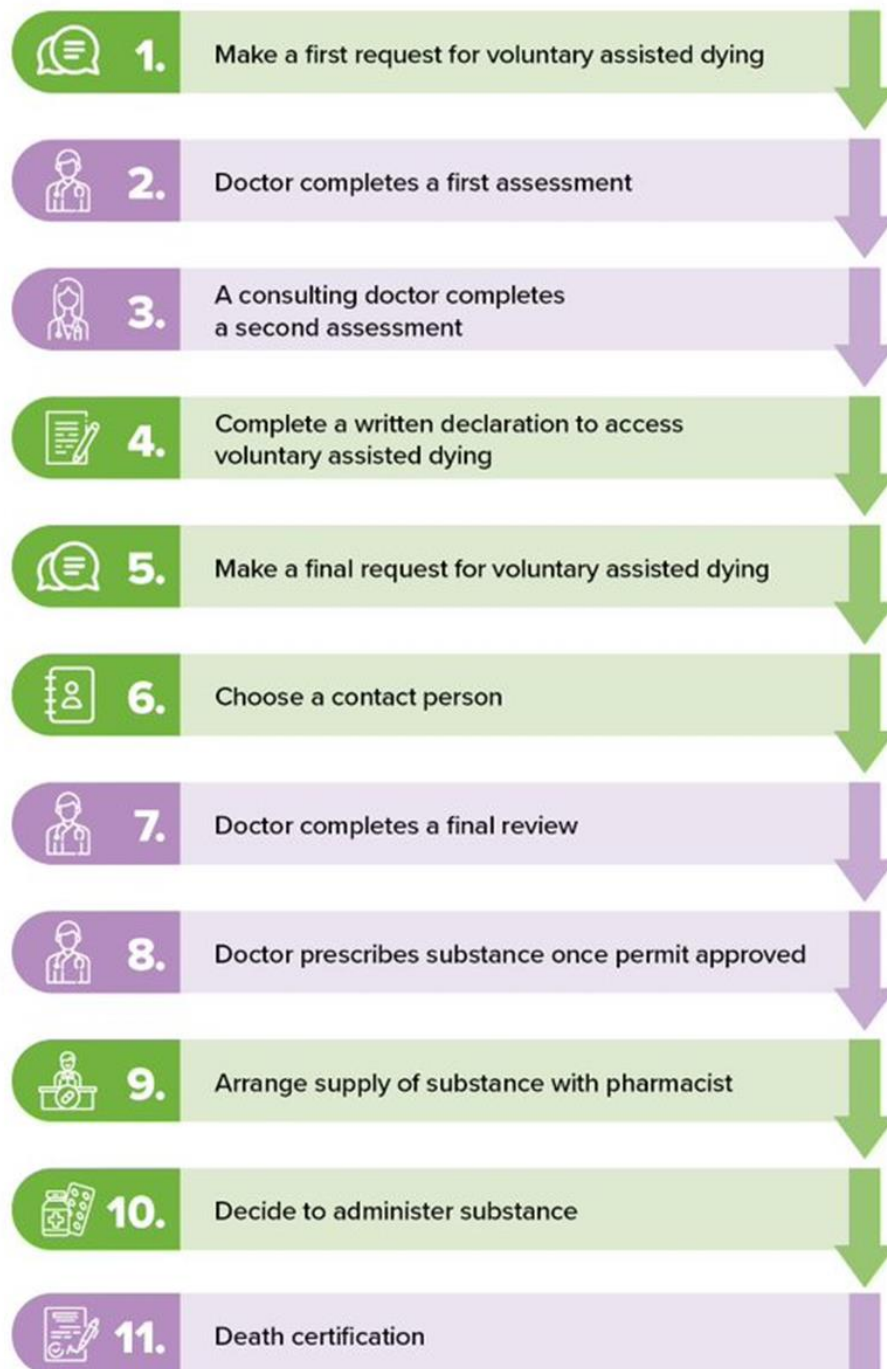 1. Make a first request for voluntary assisted dying
2. Doctor completes a first assessment
3. A consulting doctor completes
a second assessment
4. Complete a written declaration to access
voluntary assisted dying
5. Make a final request for voluntary assisted dying
6. Choose a contact person
7. Doctor completes a final review
8. Doctor prescribes substance once permit approved
9. Arrange supply of substance with pharmacist
10. Decide to administer substance
11. Death certification